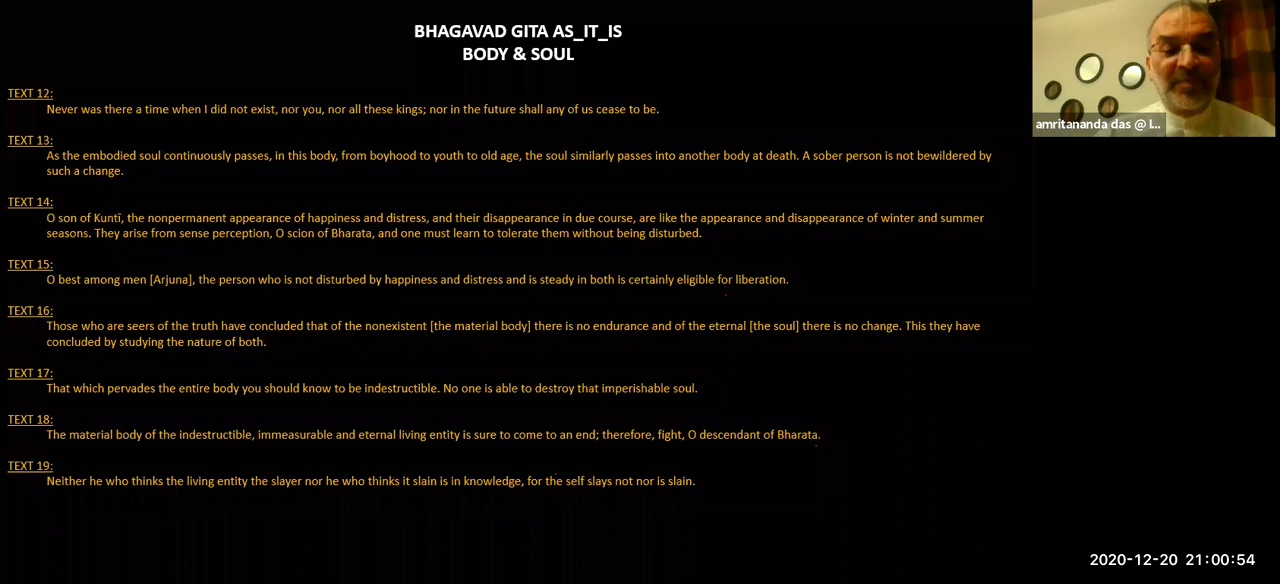 BHAGAVAD GITA AS_IT_IS
BODY & SOUL
TEXT 12:
Never was there a time when I did not exist, nor you, nor all these kings; nor in the future shall any of us cease to be.
TEXT 13:
As the embodied soul continuously passes, in this body, from boyhood to youth to old age, the soul similarly passes into another body at death. A sober person is not bewildered by
such a change.
TEXT 14:
O son of Kuntī, the nonpermanent appearance of happiness and distress, and their disappearance in due course, are like the appearance and disappearance of winter and summer
seasons. They arise from sense perception, O scion of Bharata, and one must learn to tolerate them without being disturbed.
TEXT 15:
O best among men [Arjuna], the person who is not disturbed by happiness and distress and is steady in both is certainly eligible for liberation.
TEXT 16:
Those who are seers of the truth have concluded that of the nonexistent [the material body] there is no endurance and of the eternal [the soul] there is no change. This they have
concluded by studying the nature of both.
TEXT 17:
That which pervades the entire body you should know to be indestructible. No one is able to destroy that imperishable soul.
TEXT 18:
The material body of the indestructible, immeasurable and eternal living entity is sure to come to an end; therefore, fight, O descendant of Bharata.
TEXT 19:
Neither he who thinks the living entity the slayer nor he who thinks it slain is in knowledge, for the self slays not nor is slain.
amritananda das @ I...
2020-12-20 21:00:54